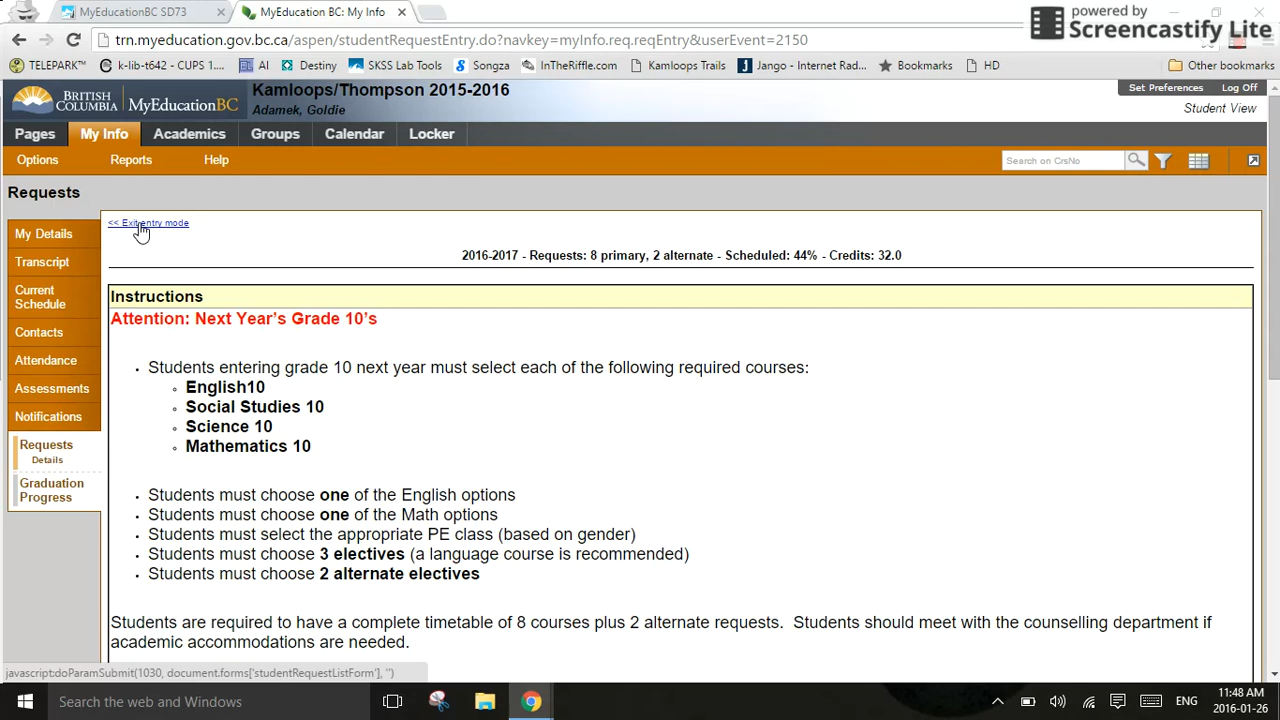 MyEducationBC SD73
MyEducation BC: My Info
powered by
Screencastify Lite
trn.myeducation.gov.bc.ca/aspen/studentRequestEntry.do?navkey=myInfo.req.reqEntry&userEvent=2150
TELEPARK™ k-lib-t642 - CUPS 1.... AI Destiny SKSS Lab Tools Songza InTheRiffle.com Kamloops Trails Jango - Internet Rad... Bookmarks HD Other bookmarks
BRITISH COLUMBIA MyEducationBC
Kamloops/Thompson 2015-2016
Adamek, Goldie
Set Preferences Log Off
Student View
Pages My Info Academics Groups Calendar Locker
Options Reports Help
Search on CrsNo
Requests
<< Exit entry mode
My Details
Transcript
Current Schedule
Contacts
Attendance
Assessments
Notifications
Requests
Details
Graduation Progress
2016-2017 - Requests: 8 primary, 2 alternate - Scheduled: 44% - Credits: 32.0
Instructions
Attention: Next Year's Grade 10's
Students entering grade 10 next year must select each of the following required courses:
English10
Social Studies 10
Science 10
Mathematics 10
Students must choose one of the English options
Students must choose one of the Math options
Students must select the appropriate PE class (based on gender)
Students must choose 3 electives (a language course is recommended)
Students must choose 2 alternate electives
Students are required to have a complete timetable of 8 courses plus 2 alternate requests.  Students should meet with the counselling department if
academic accommodations are needed.
javascript:doParamSubmit(1030, document.forms['studentRequestListForm'], '')
Search the web and Windows
ENG
11:48 AM
2016-01-26